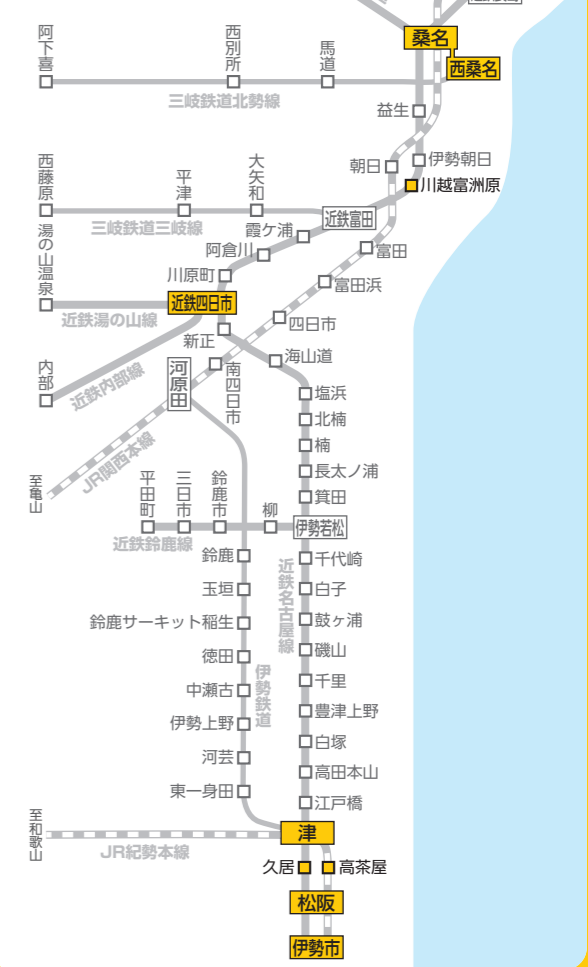 桑名
西桑名
阿下喜
西別所
馬道
三岐鉄道北勢線
益生
朝日
伊勢朝日
川越富洲原
西藤原
平津
大矢知
三岐鉄道三岐線
近鉄富田
霞ケ浦
富田
阿倉川
湯の山温泉
川原町
富田浜
近鉄四日市
近鉄湯の山線
四日市
新正
海山道
内部
近鉄内部線
河原田
南四日市
塩浜
北楠
楠
JR関西本線
長太ノ浦
至亀山
平田町
三日市
鈴鹿市
柳
箕田
伊勢若松
近鉄鈴鹿線
鈴鹿
千代崎
近鉄名古屋線
玉垣
白子
鈴鹿サーキット稲生
鼓ヶ浦
徳田
磯山
伊勢鉄道
中瀬古
千里
伊勢上野
豊津上野
河芸
白塚
東一身田
高田本山
江戸橋
至和歌山
津
JR紀勢本線
久居
高茶屋
松阪
伊勢市